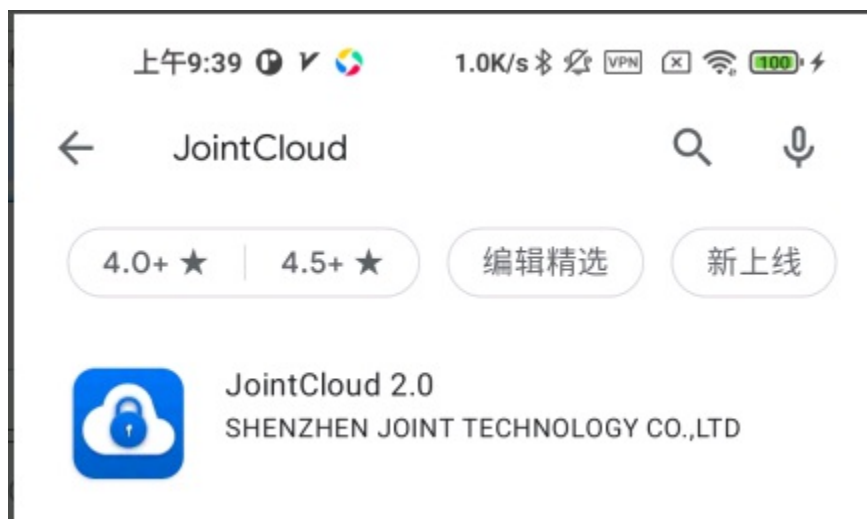 上午9:39 1.0K/s VPN 100
JointCloud
4.0+ ★ 4.5+ ★ 编辑精选 新上线
JointCloud 2.0
SHENZHEN JOINT TECHNOLOGY CO.,LTD